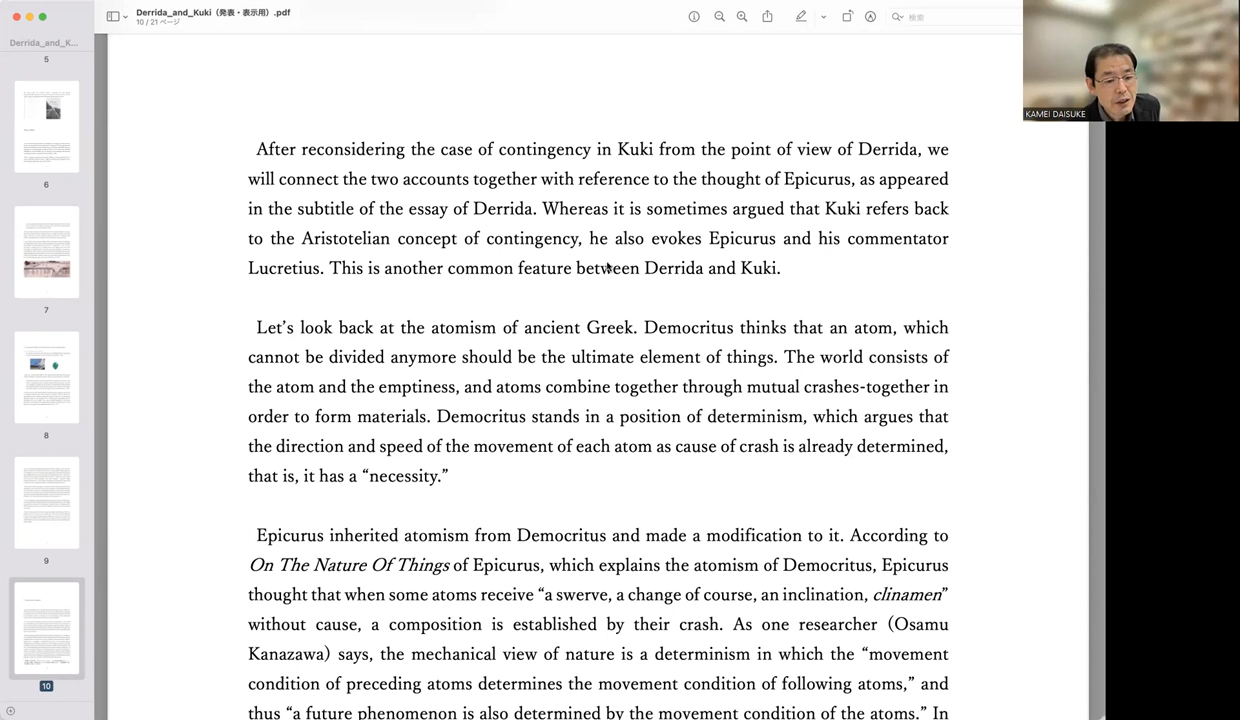 Derrida_and_Kuki（発表・表示用）.pdf
10 / 21 ページ
検索
Derrida_and_K...
5
6
7
8
9
10
KAMEI DAISUKE
After reconsidering the case of contingency in Kuki from the point of view of Derrida, we
will connect the two accounts together with reference to the thought of Epicurus, as appeared
in the subtitle of the essay of Derrida. Whereas it is sometimes argued that Kuki refers back
to the Aristotelian concept of contingency, he also evokes Epicurus and his commentator
Lucretius. This is another common feature between Derrida and Kuki.
Let’s look back at the atomism of ancient Greek. Democritus thinks that an atom, which
cannot be divided anymore should be the ultimate element of things. The world consists of
the atom and the emptiness, and atoms combine together through mutual crashes-together in
order to form materials. Democritus stands in a position of determinism, which argues that
the direction and speed of the movement of each atom as cause of crash is already determined,
that is, it has a “necessity.”
Epicurus inherited atomism from Democritus and made a modification to it. According to
On The Nature Of Things of Epicurus, which explains the atomism of Democritus, Epicurus
thought that when some atoms receive “a swerve, a change of course, an inclination, clinamen”
without cause, a composition is established by their crash. As one researcher (Osamu
Kanazawa) says, the mechanical view of nature is a determinism in which the “movement
condition of preceding atoms determines the movement condition of following atoms,” and
thus “a future phenomenon is also determined by the movement condition of the atoms.” In